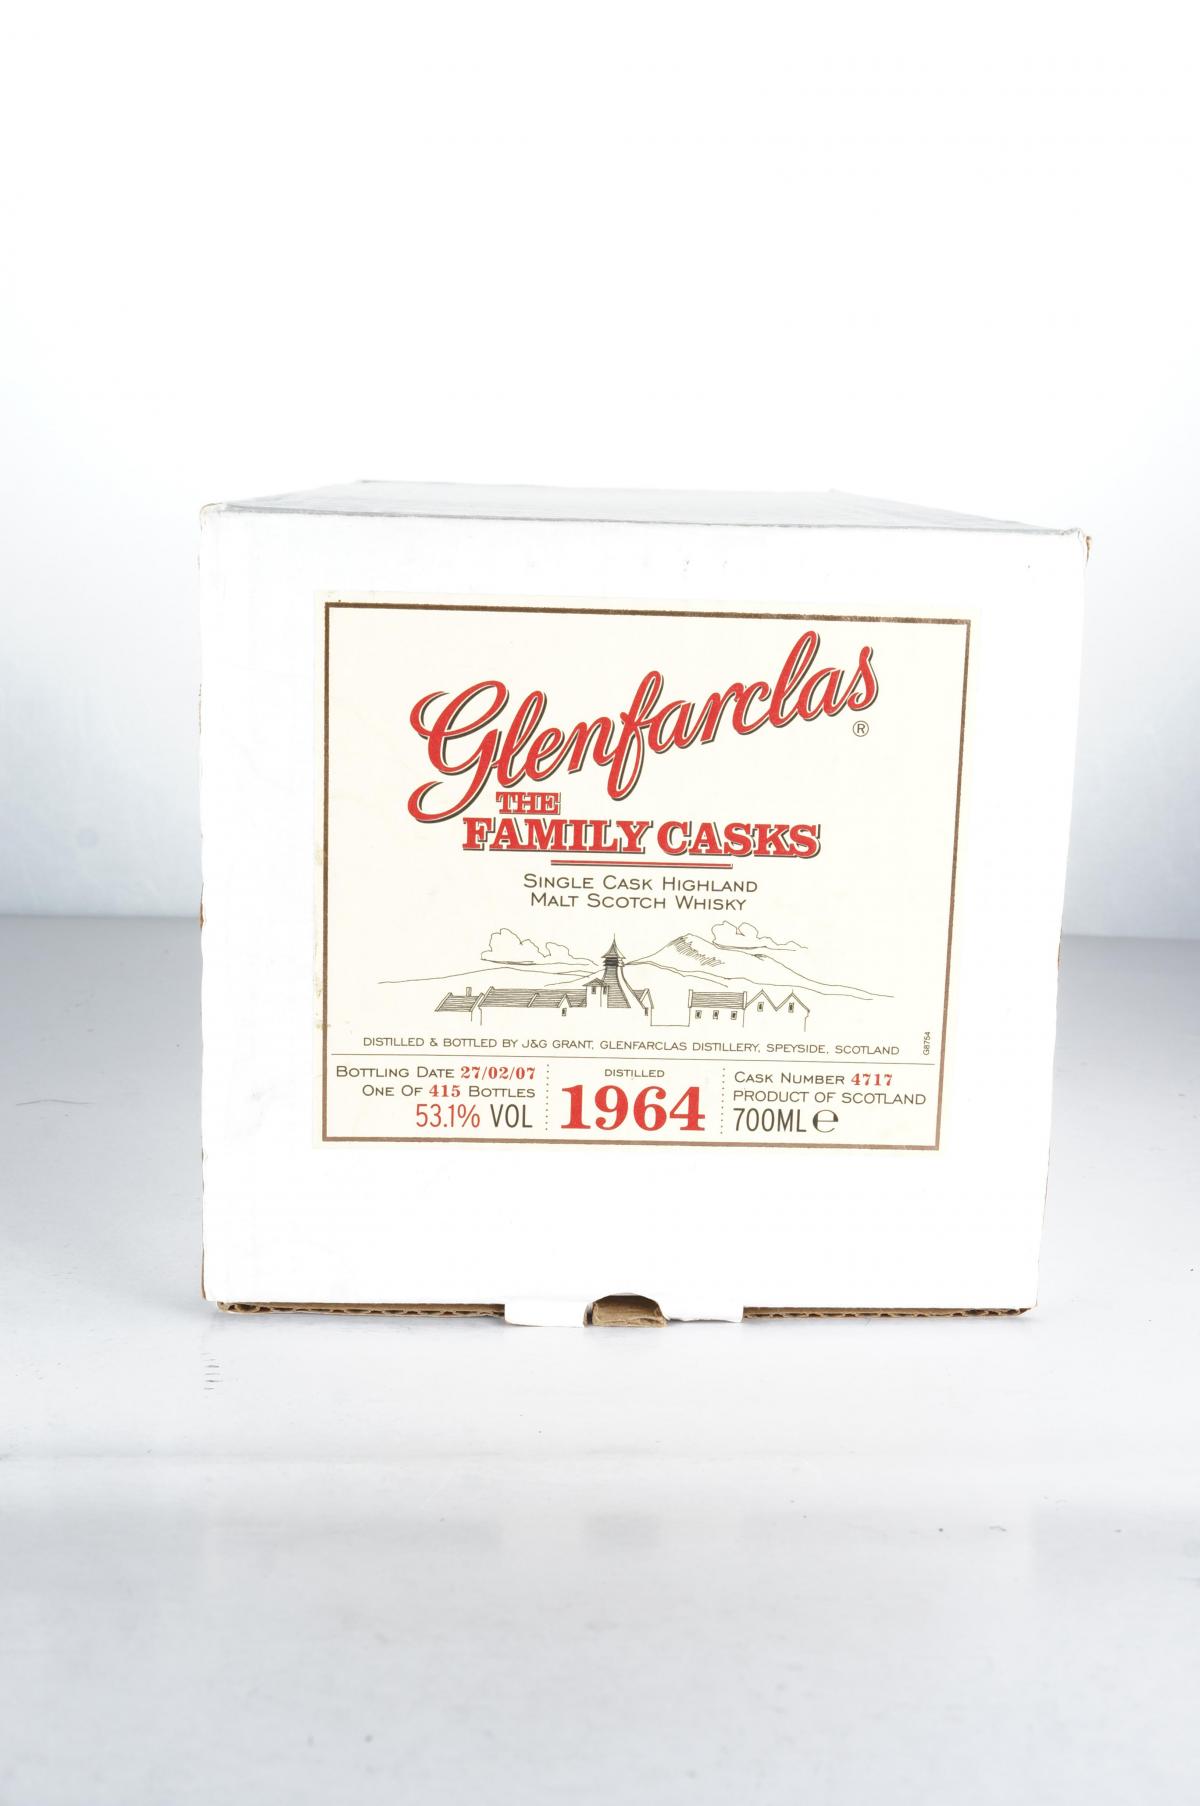 Glenfarclas
®
THE
FAMILY CASKS
SINGLE CASK HIGHLAND
MALT SCOTCH WHISKY
DISTILLED & BOTTLED BY J&G GRANT, GLENFARCLAS DISTILLERY, SPEYSIDE, SCOTLAND
G8754
BOTTLING DATE 27/02/07
ONE OF 415 BOTTLES
53.1% VOL
DISTILLED
1964
CASK NUMBER 4717
PRODUCT OF SCOTLAND
700ML e